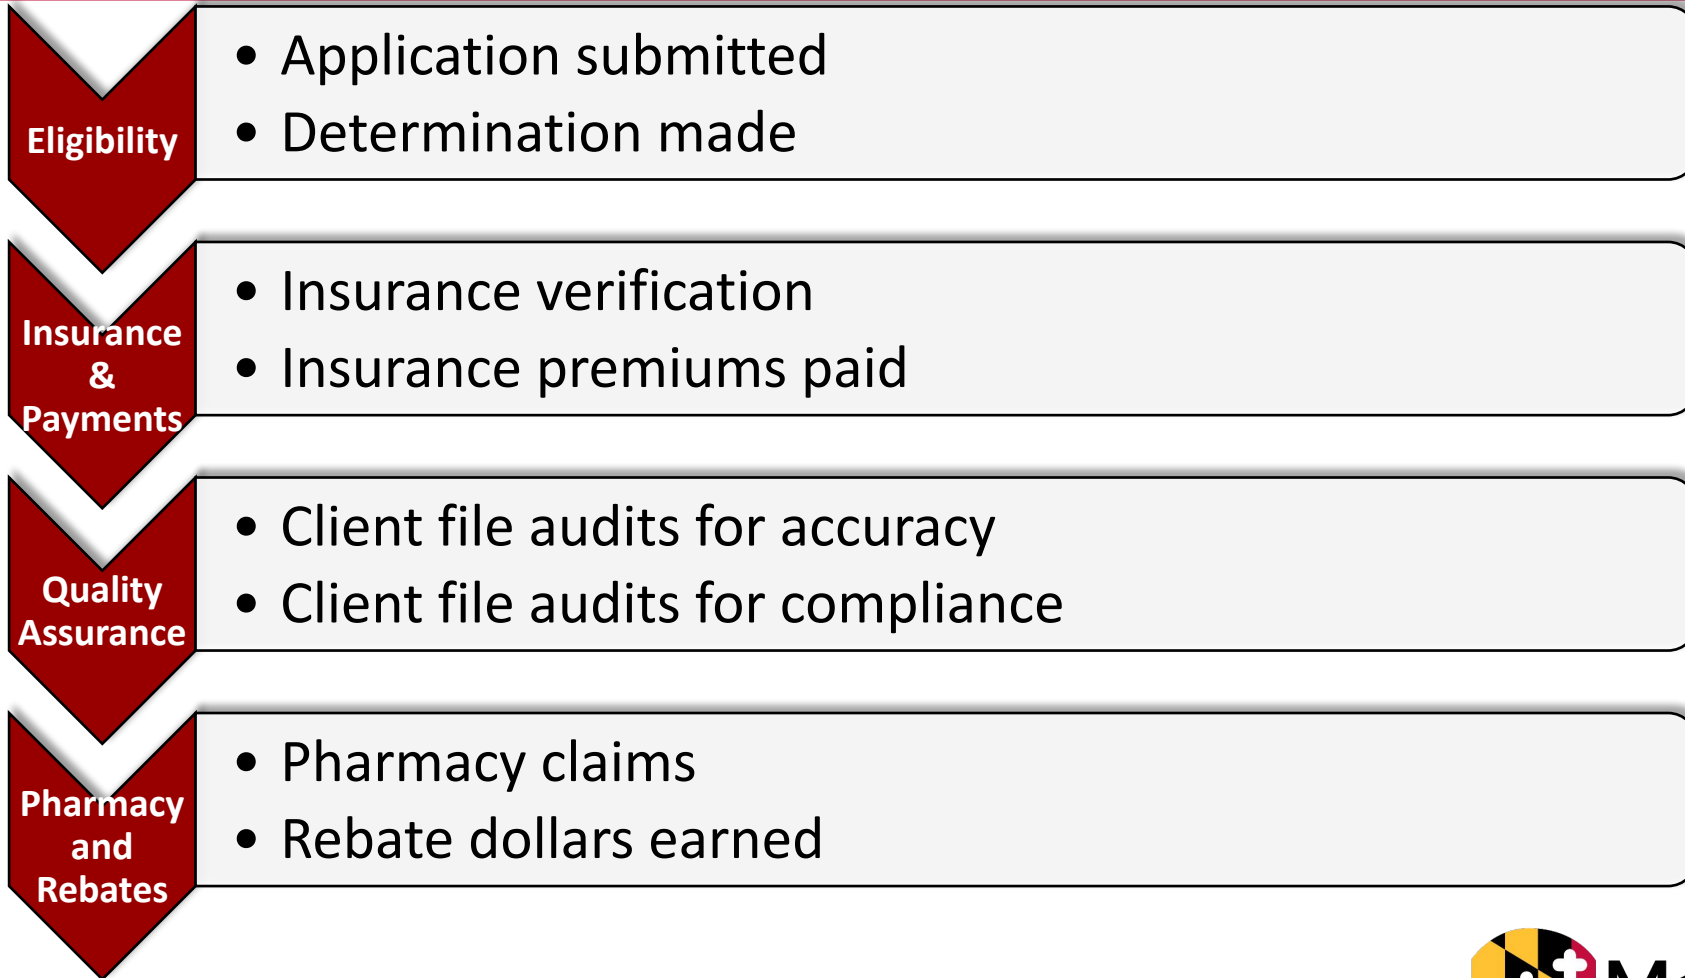 Eligibility
• Application submitted
• Determination made
Insurance
&
Payments
• Insurance verification
• Insurance premiums paid
Quality
Assurance
• Client file audits for accuracy
• Client file audits for compliance
Pharmacy
and
Rebates
• Pharmacy claims
• Rebate dollars earned